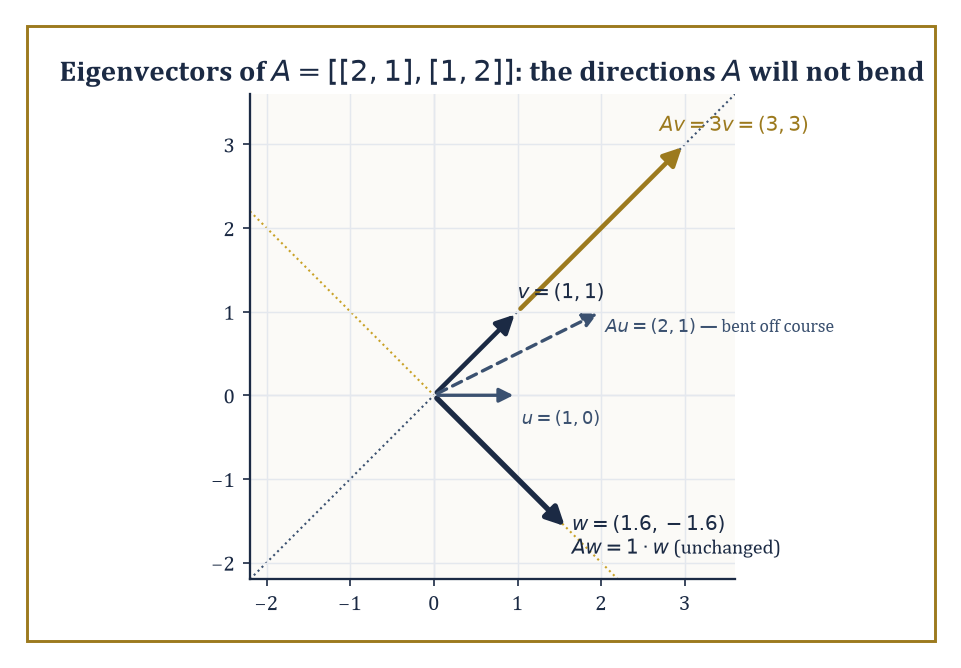 Eigenvectors of A = [[2, 1], [1, 2]]: the directions A will not bend
Av = 3v = (3, 3)
3
2
v = (1, 1)
1
Au = (2, 1) — bent off course
0
u = (1, 0)
−1
w = (1.6, − 1.6)
Aw = 1 · w (unchanged)
−2
−2 −1 0 1 2 3